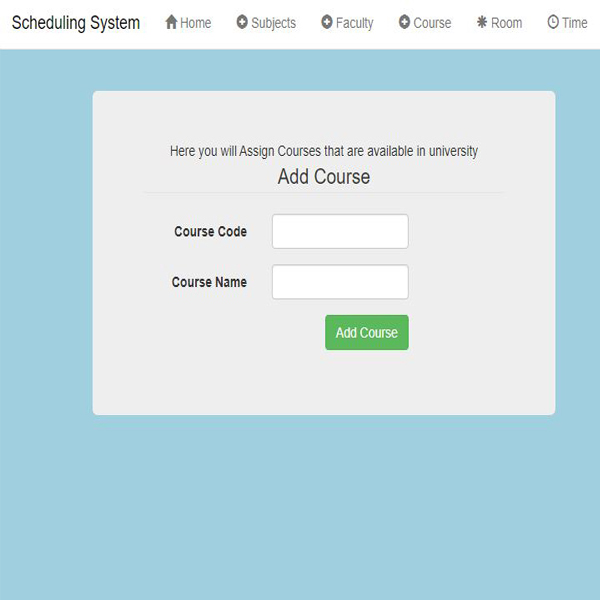 Scheduling System Home Subjects Faculty Course Room Time
Here you will Assign Courses that are available in university
Add Course
Course Code
Course Name
Add Course